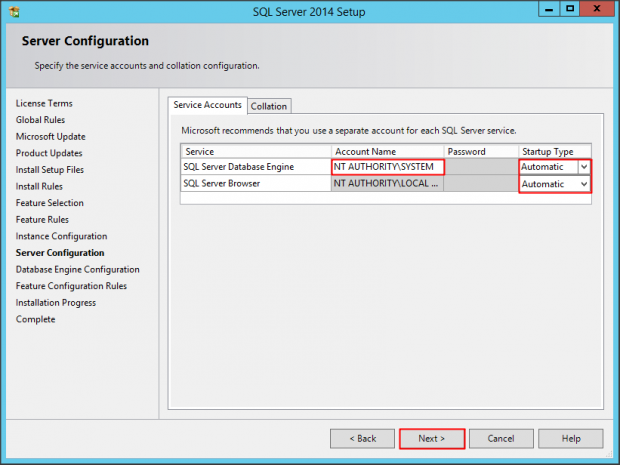 SQL Server 2014 Setup
Server Configuration
Specify the service accounts and collation configuration.
License Terms
Global Rules
Microsoft Update
Product Updates
Install Setup Files
Install Rules
Feature Selection
Feature Rules
Instance Configuration
Server Configuration
Database Engine Configuration
Feature Configuration Rules
Installation Progress
Complete
Service Accounts Collation
Microsoft recommends that you use a separate account for each SQL Server service.
Service Account Name Password Startup Type
SQL Server Database Engine NT AUTHORITY\SYSTEM Automatic
SQL Server Browser NT AUTHORITY\LOCAL ... Automatic
< Back Next > Cancel Help